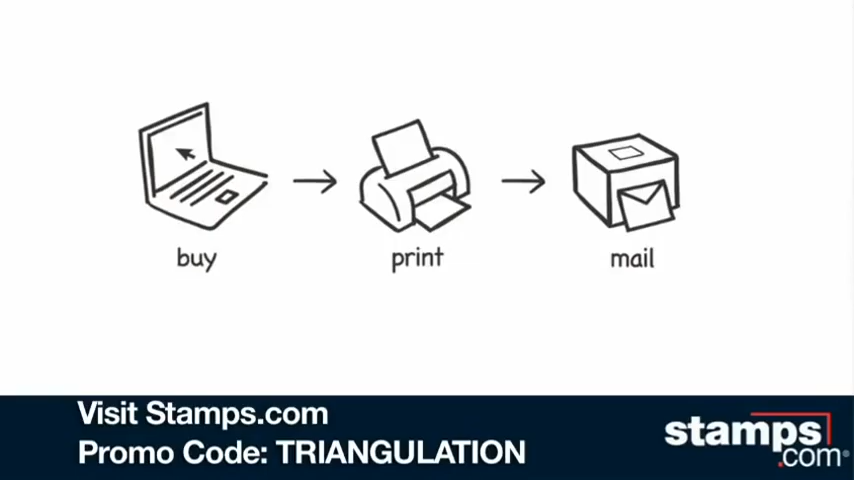 buy
print
mail
Visit Stamps.com
Promo Code: TRIANGULATION
stamps
.com®